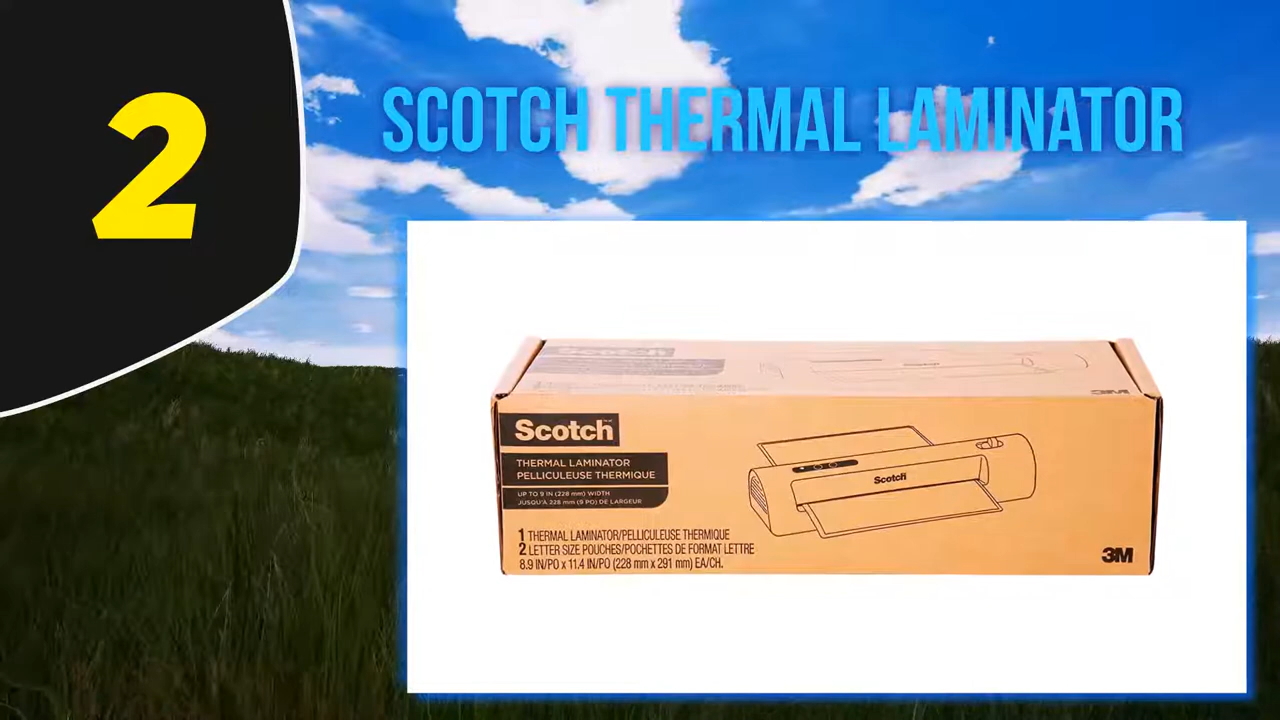 2
SCOTCH THERMAL LAMINATOR
Scotch
3M
Scotch™
THERMAL LAMINATOR
PELLICULEUSE THERMIQUE
UP TO 9 IN (228 mm) WIDTH
JUSQU'À 228 mm (9 PO) DE LARGEUR
Scotch
1 THERMAL LAMINATOR/PELLICULEUSE THERMIQUE
2 LETTER SIZE POUCHES/POCHETTES DE FORMAT LETTRE
8.9 IN/PO x 11.4 IN/PO (228 mm x 291 mm) EA/CH.
3M